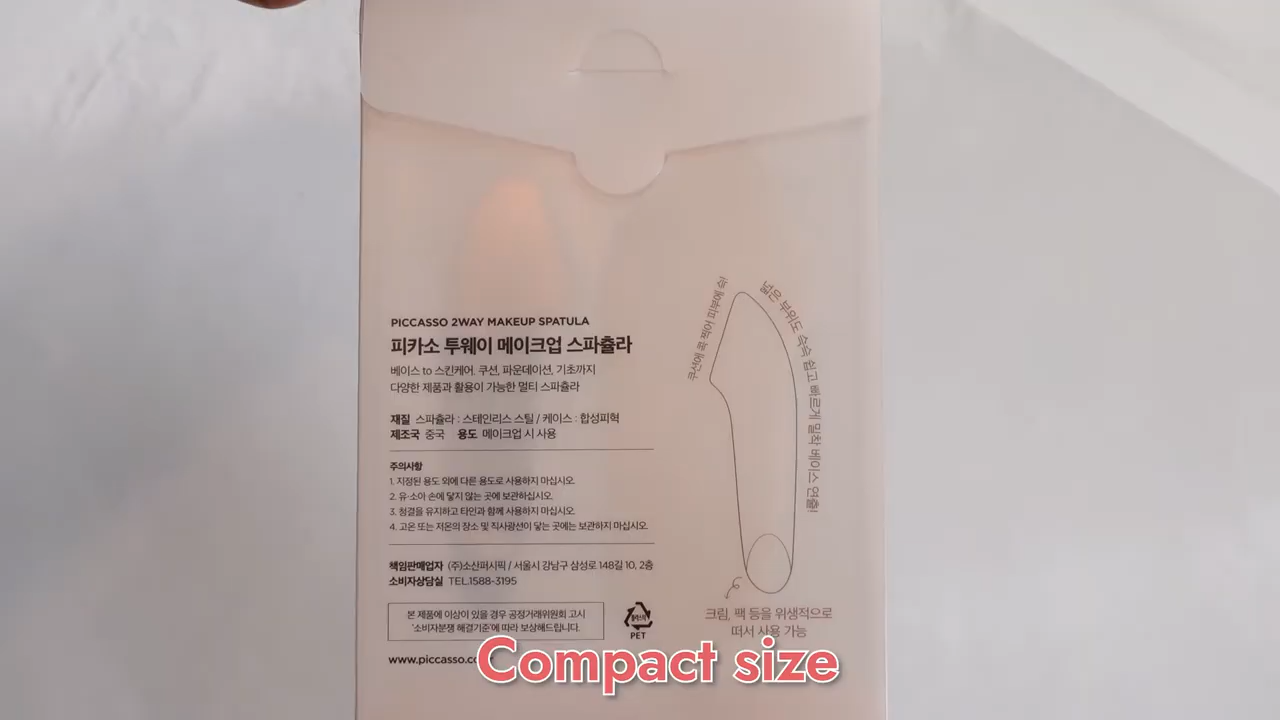 PICCASSO 2WAY MAKEUP SPATULA
피카소 투웨이 메이크업 스파츌라
베이스 to 스킨케어. 쿠션, 파운데이션, 기초까지
다양한 제품과 활용이 가능한 멀티 스파츌라
재질 스파츌라 : 스테인리스 스틸 / 케이스 : 합성피혁
제조국 중국 용도 메이크업 시 사용
주의사항
1. 지정된 용도 외에 다른 용도로 사용하지 마십시오.
2. 유·소아 손에 닿지 않는 곳에 보관하십시오.
3. 청결을 유지하고 타인과 함께 사용하지 마십시오.
4. 고온 또는 저온의 장소 및 직사광선이 닿는 곳에는 보관하지 마십시오.
책임판매업자 (주)소산퍼시픽 / 서울시 강남구 삼성로 148길 10, 2층
소비자상담실 TEL.1588-3195
본 제품에 이상이 있을 경우 공정거래위원회 고시
'소비자분쟁 해결기준'에 따라 보상해드립니다.
PET
www.piccasso.co
쿠션에 콕 찍어 피부에 슥!
넓은 부위도 슥슥 쉽고 빠르게 밀착 베이스 연출!
크림, 팩 등을 위생적으로
떠서 사용 가능
Compact size